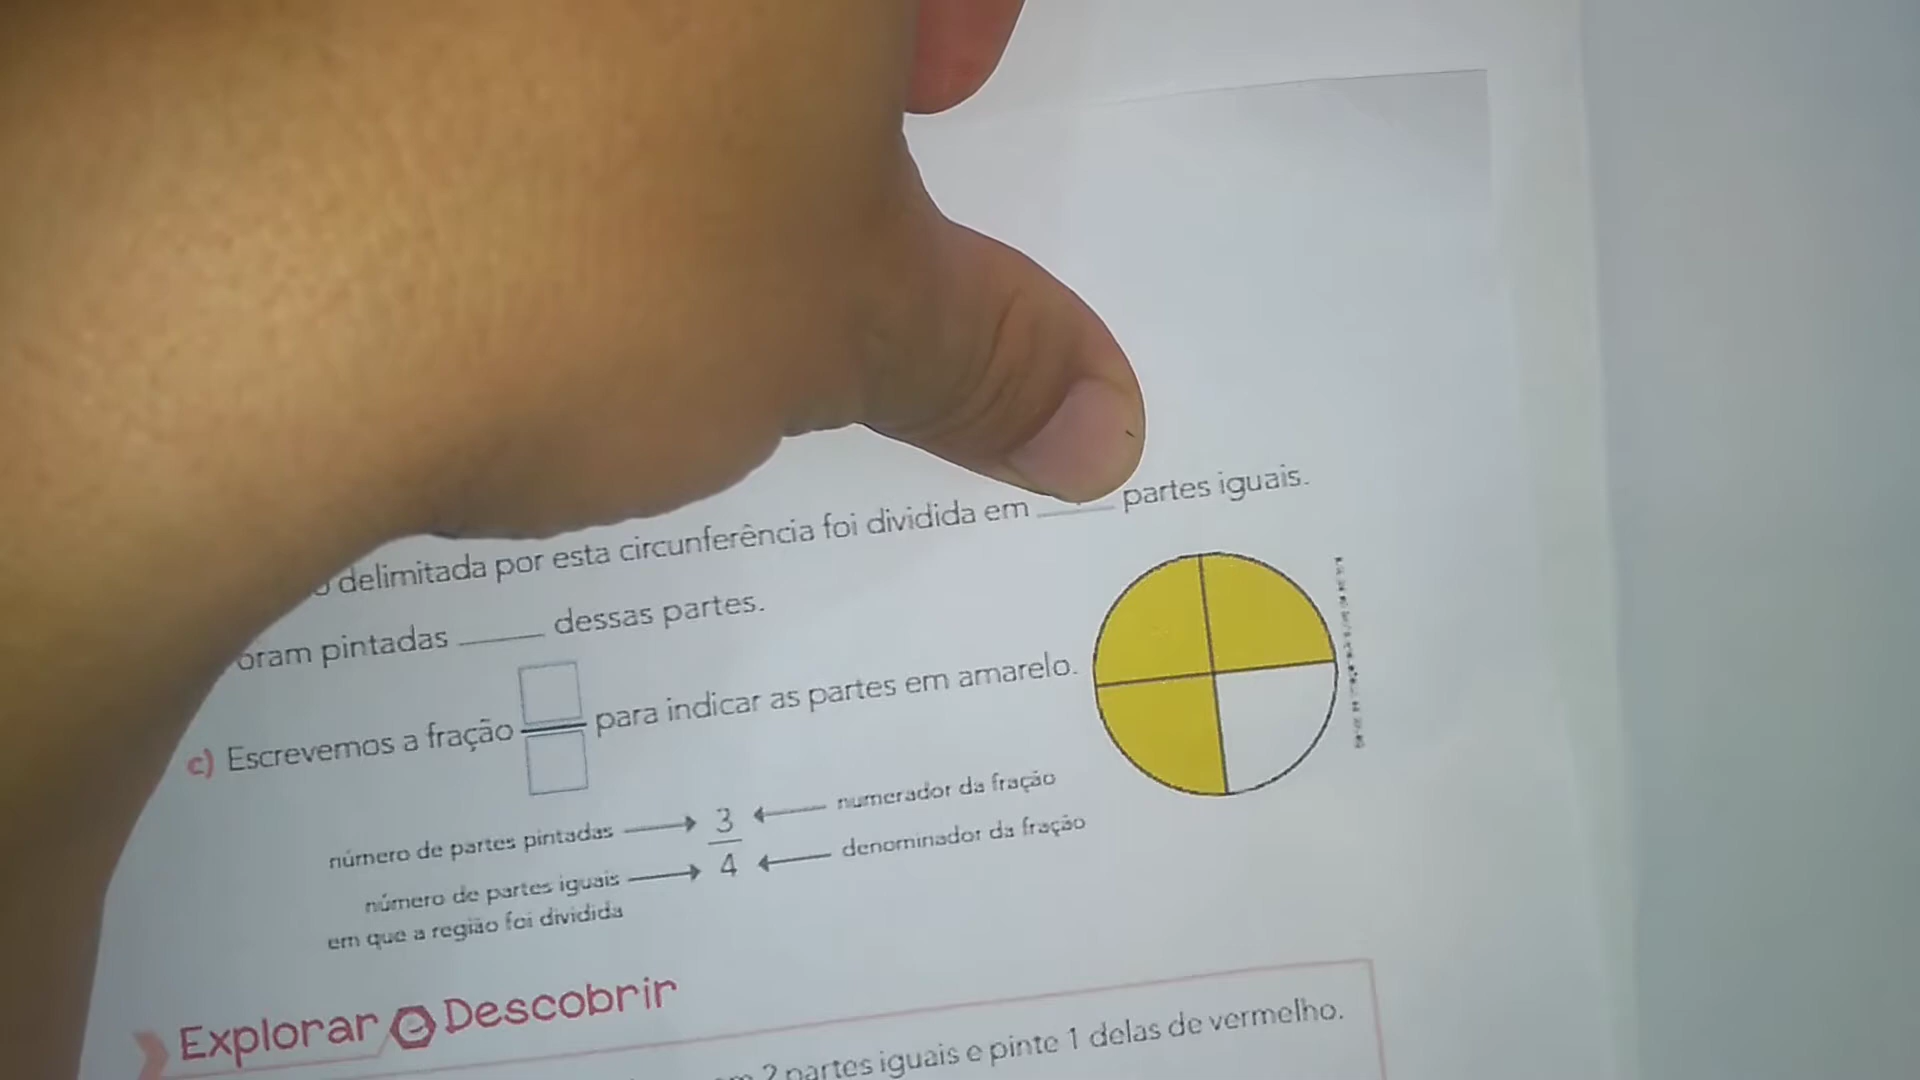 delimitada por esta circunferência foi dividida em ____ partes iguais.
oram pintadas ____ dessas partes.
c) Escrevemos a fração para indicar as partes em amarelo.
número de partes pintadas → 3 ← numerador da fração
número de partes iguais → 4 ← denominador da fração
em que a região foi dividida
Explorar e Descobrir
2 partes iguais e pinte 1 delas de vermelho.